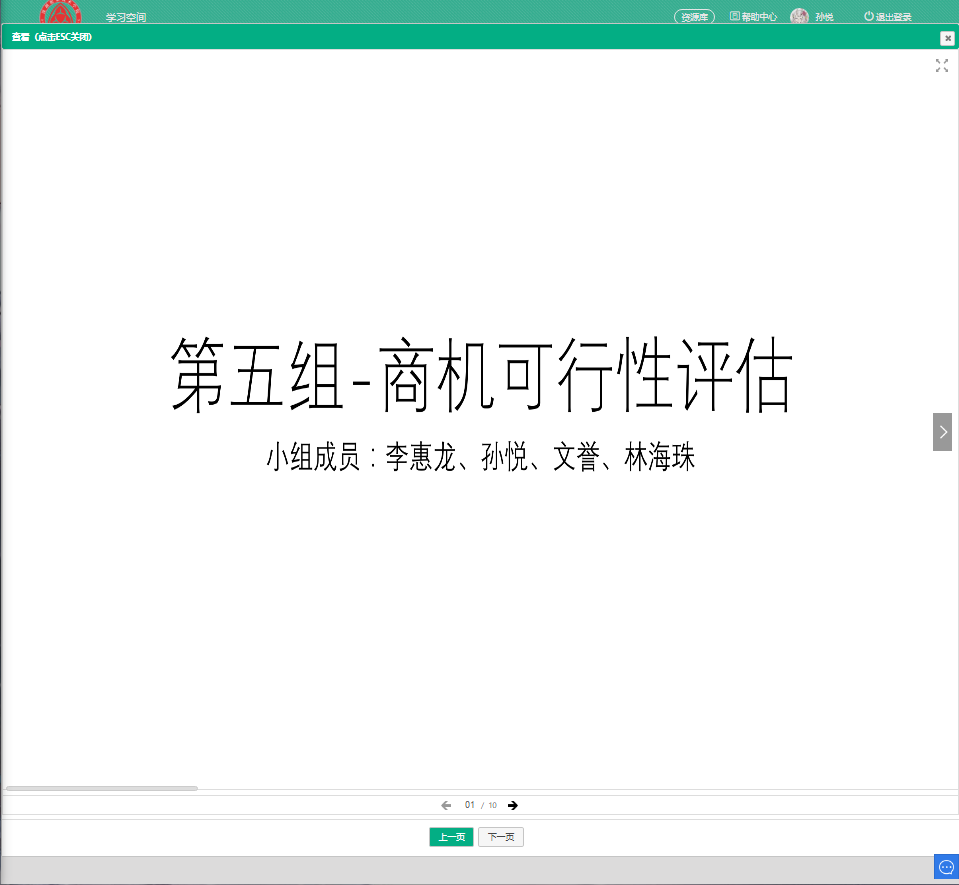 学习空间
资源库 帮助中心 孙悦 退出登录
查看（点击ESC关闭）
第五组-商机可行性评估
小组成员：李惠龙、孙悦、文誉、林海珠
01 / 10
上一页 下一页